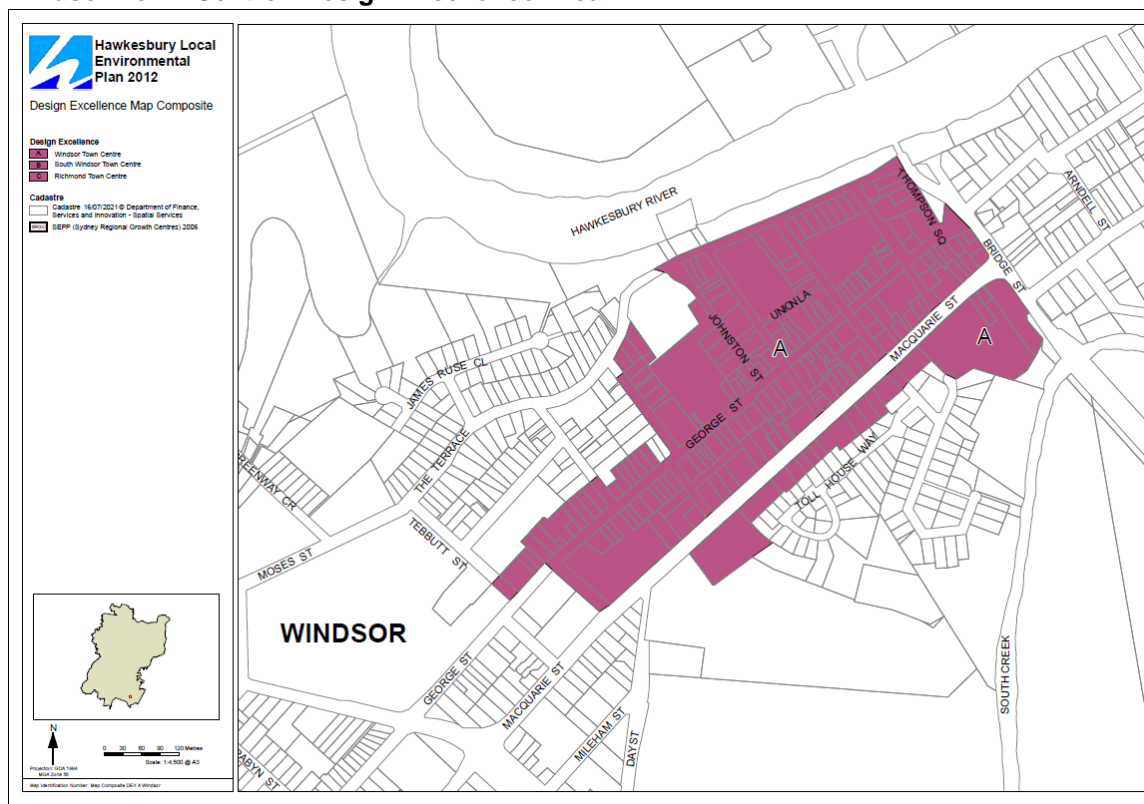 Hawkesbury Local
Environmental
Plan 2012
Design Excellence Map Composite
Design Excellence
A Windsor Town Centre
B South Windsor Town Centre
C Richmond Town Centre
Cadastre
Cadastre 16/07/2021 © Department of Finance,
Services and Innovation - Spatial Services
SEPP (Sydney Regional Growth Centres) 2006
N
0 30 60 90 120 Metres
Scale: 1:4,500 @ A3
Projection: GDA 1994
MGA Zone 56
Map Identification Number: Map Composite DEX A Windsor
HAWKESBURY RIVER
THOMPSON SQ
ARNDELL ST
BRIDGE ST
UNION LA
JOHNSTON ST
A
MACQUARIE ST
A
JAMES RUSE CL
GEORGE ST
THE TERRACE
TOLL HOUSE WAY
REENWAY CR
TEBBUTT ST
MOSES ST
WINDSOR
GEORGE ST
MACQUARIE ST
MILEHAM ST
DAY ST
SOUTH CREEK
RABYN ST